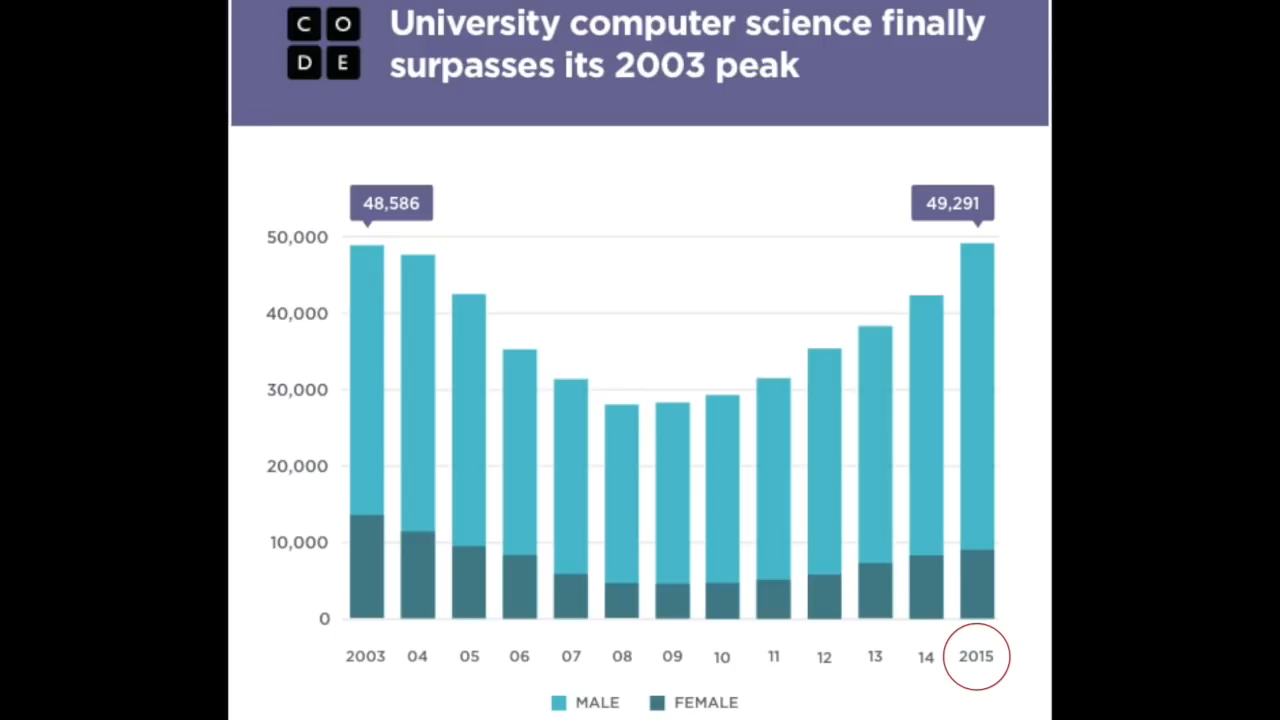 C O
D E
University computer science finally
surpasses its 2003 peak
48,586
49,291
50,000
40,000
30,000
20,000
10,000
0
2003 04 05 06 07 08 09 10 11 12 13 14 2015
MALE FEMALE